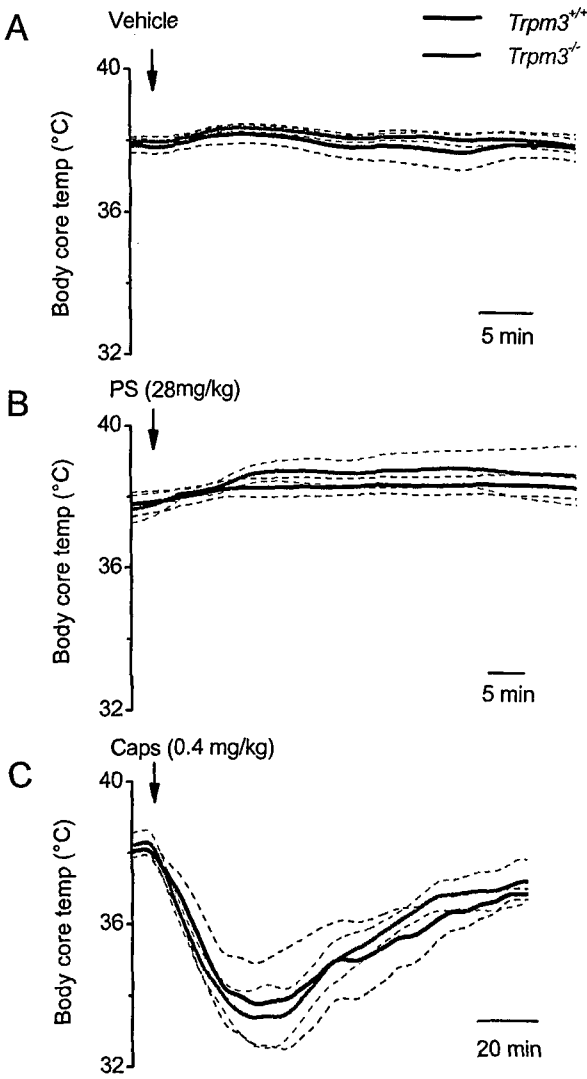 A
Vehicle
Trpm3+/+
Trpm3-/-
40
36
32
Body core temp (°C)
5 min
B
PS (28mg/kg)
40
36
32
Body core temp (°C)
5 min
C
Caps (0.4 mg/kg)
40
36
32
Body core temp (°C)
20 min